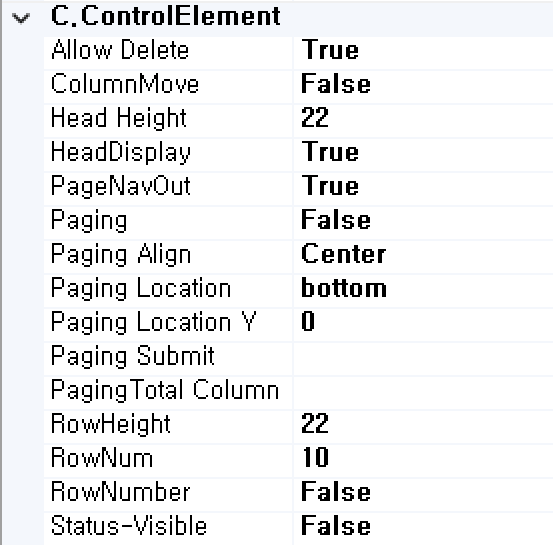 C.ControlElement
Allow Delete True
ColumnMove False
Head Height 22
HeadDisplay True
PageNavOut True
Paging False
Paging Align Center
Paging Location bottom
Paging Location Y 0
Paging Submit
PagingTotal Column
RowHeight 22
RowNum 10
RowNumber False
Status-Visible False